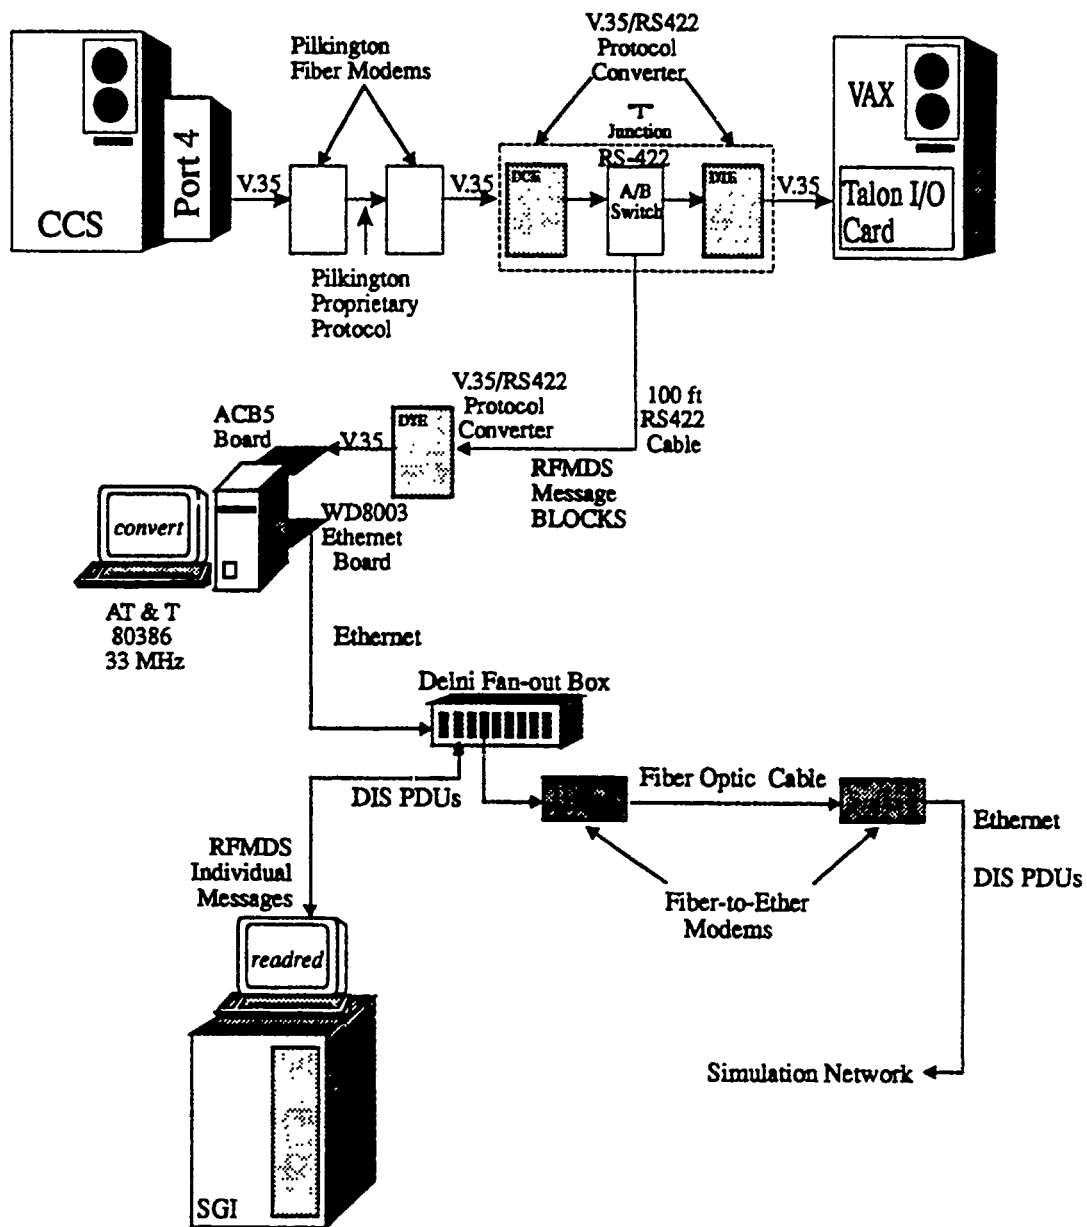 Pilkington
Fiber Modems
V.35/RS422
Protocol
Converter
"T"
Junction
RS-422
CCS
Port 4
V.35
V.35
DCE
A/B
Switch
DTE
V.35
VAX
Talon I/O
Card
Pilkington
Proprietary
Protocol
100 ft
RS422
Cable
V.35/RS422
Protocol
Converter
DTE
ACB5
Board
V.35
RFMDS
Message
BLOCKS
convert
WD8003
Ethernet
Board
AT & T
80386
33 MHz
Ethernet
Delni Fan-out Box
DIS PDUs
Fiber Optic Cable
Ethernet
DIS PDUs
RFMDS
Individual
Messages
Fiber-to-Ether
Modems
readred
Simulation Network
SGI